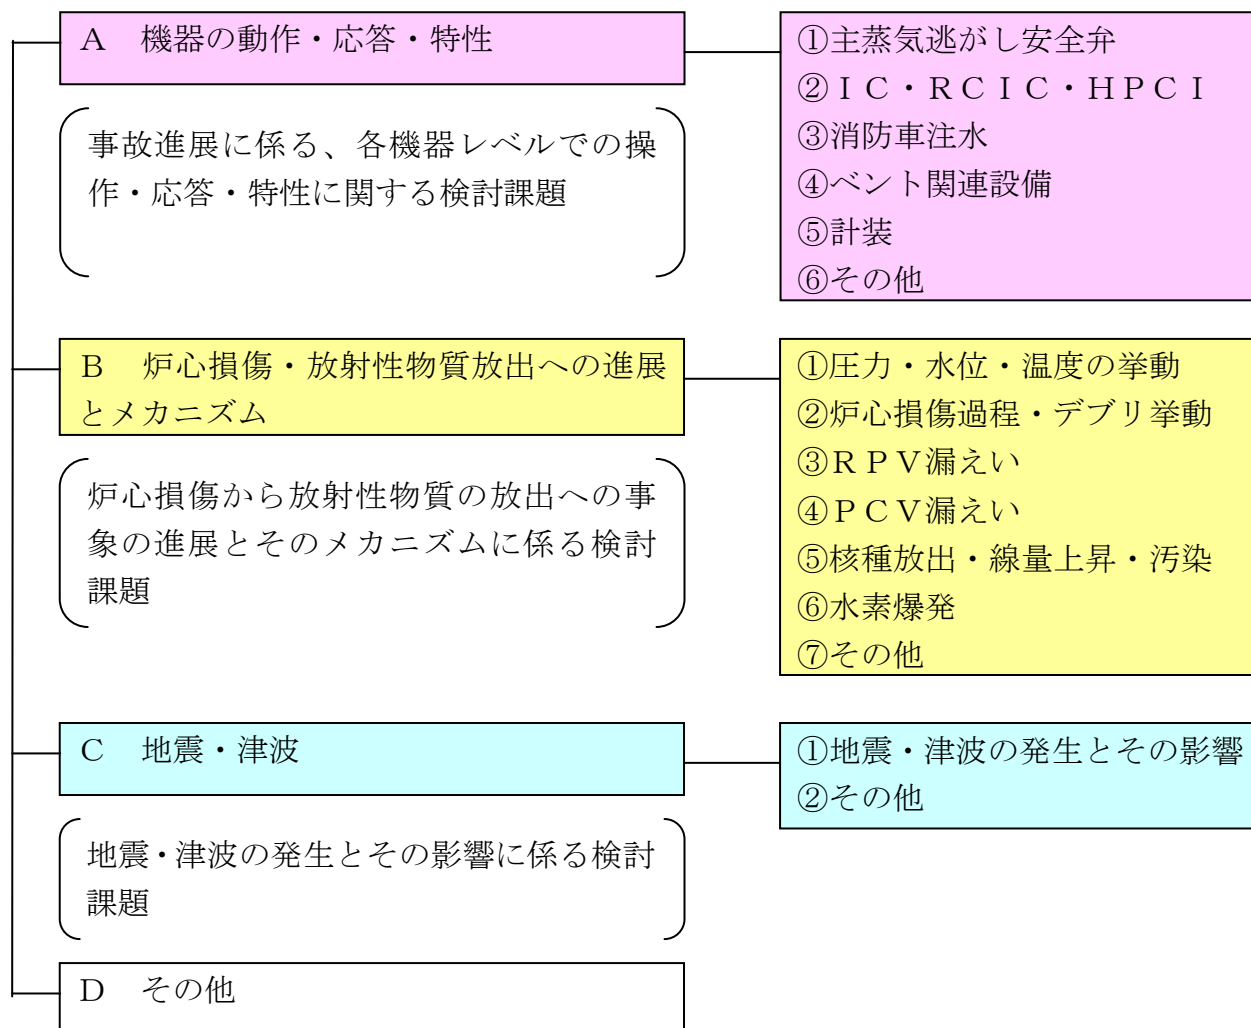 A 機器の動作・応答・特性
事故進展に係る、各機器レベルでの操
作・応答・特性に関する検討課題
①主蒸気逃がし安全弁
②ＩＣ・ＲＣＩＣ・ＨＰＣＩ
③消防車注水
④ベント関連設備
⑤計装
⑥その他
B 炉心損傷・放射性物質放出への進展
とメカニズム
炉心損傷から放射性物質の放出への事
象の進展とそのメカニズムに係る検討
課題
①圧力・水位・温度の挙動
②炉心損傷過程・デブリ挙動
③ＲＰＶ漏えい
④ＰＣＶ漏えい
⑤核種放出・線量上昇・汚染
⑥水素爆発
⑦その他
C 地震・津波
地震・津波の発生とその影響に係る検討
課題
①地震・津波の発生とその影響
②その他
D その他